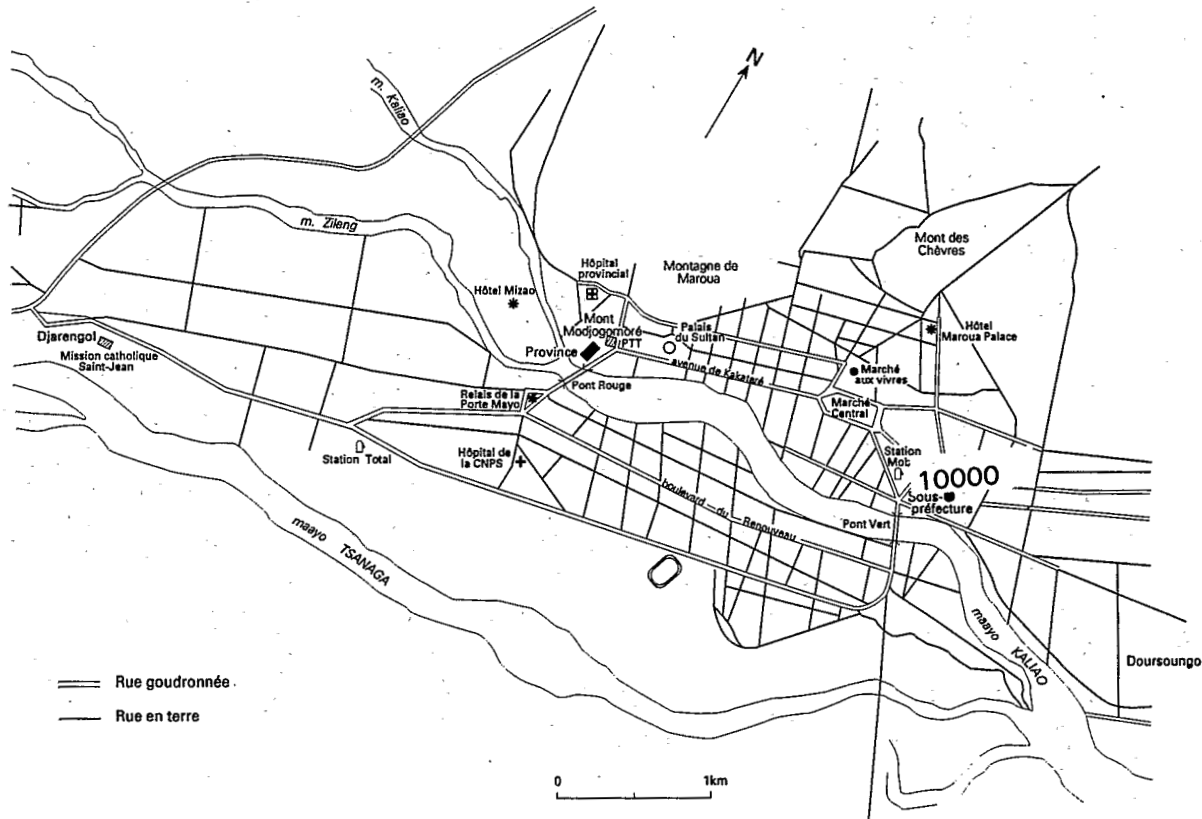 N
m. Kaliao
m. Zileng
Mont des
Chèvres
Hôpital
provincial
Montagne de
Maroua
Hôtel Mizao
Mont
Modjogomoré
PTT
Palais
du Sultan
Hôtel
Maroua Palace
Djarengol
Mission catholique
Saint-Jean
Province
avenue de Kakataré
Marché
aux vivres
Pont Rouge
Relais de la
Porte Mayo
Marché
Central
Station Total
Hôpital de
la CNPS
Station
Mob
10000
Sous-
préfecture
boulevard du Renouveau
Pont Vert
maayo TSANAGA
maayo KALIAO
Doursoungo
Rue goudronnée
Rue en terre
0 1km